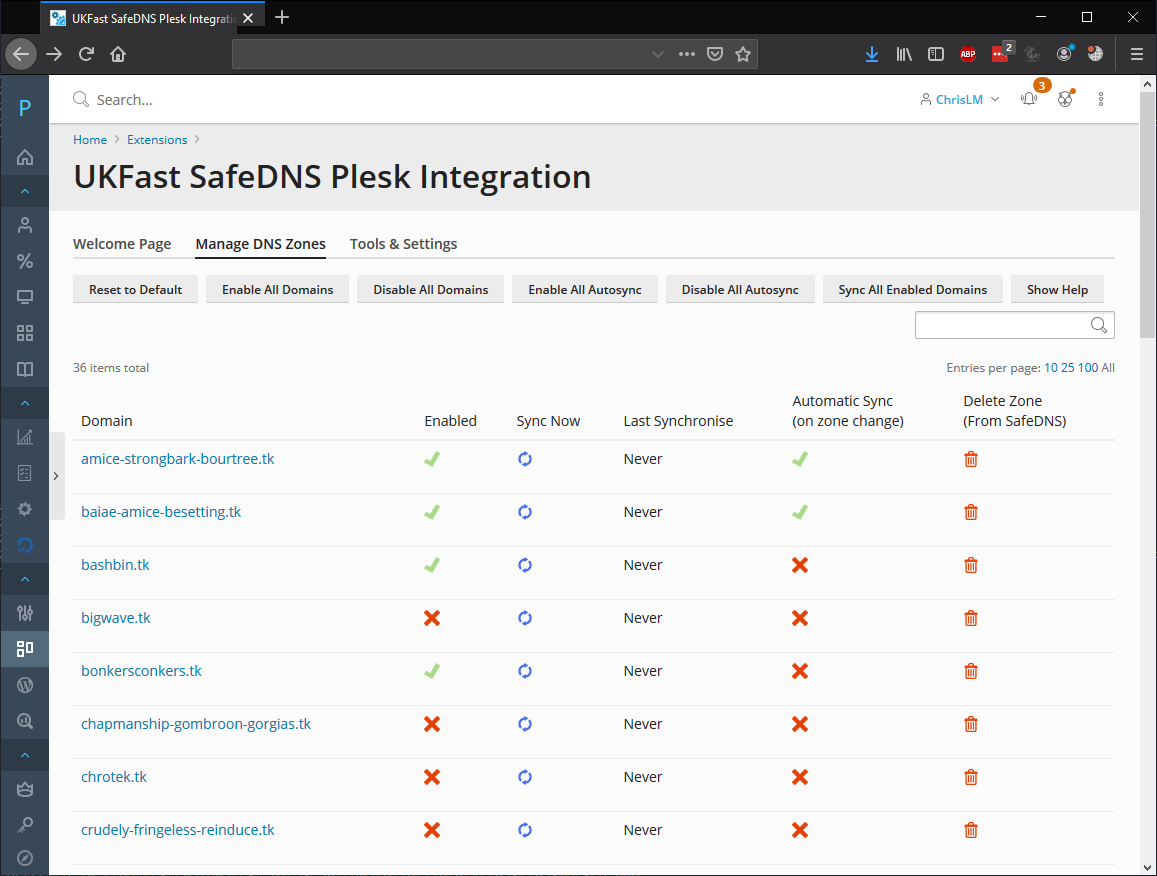 UKFast SafeDNS Plesk Integratio
ABP
2
P
Search...
ChrisLM
3
Home > Extensions >
UKFast SafeDNS Plesk Integration
Welcome Page Manage DNS Zones Tools & Settings
Reset to Default Enable All Domains Disable All Domains Enable All Autosync Disable All Autosync Sync All Enabled Domains Show Help
36 items total Entries per page: 10 25 100 All
Domain Enabled Sync Now Last Synchronise Automatic Sync (on zone change) Delete Zone (From SafeDNS)
amice-strongbark-bourtree.tk Never
baiae-amice-besetting.tk Never
bashbin.tk Never
bigwave.tk Never
bonkersconkers.tk Never
chapmanship-gombroon-gorgias.tk Never
chrotek.tk Never
crudely-fringeless-reinduce.tk Never